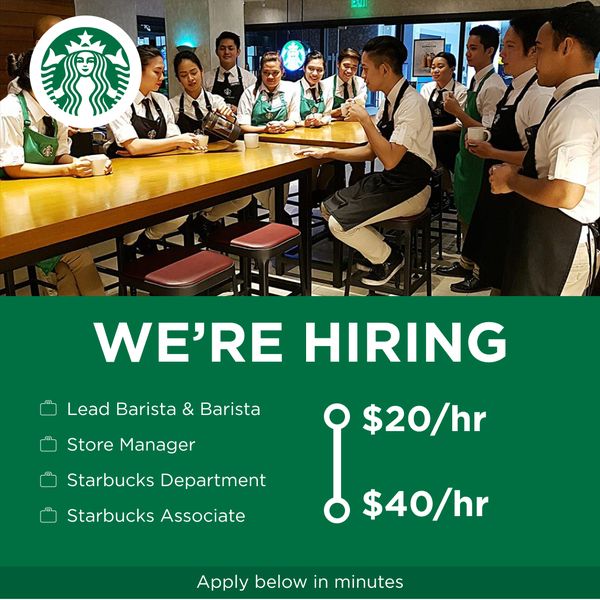 WE’RE HIRING
Lead Barista & Barista
Store Manager
Starbucks Department
Starbucks Associate
$20/hr
$40/hr
Apply below in minutes